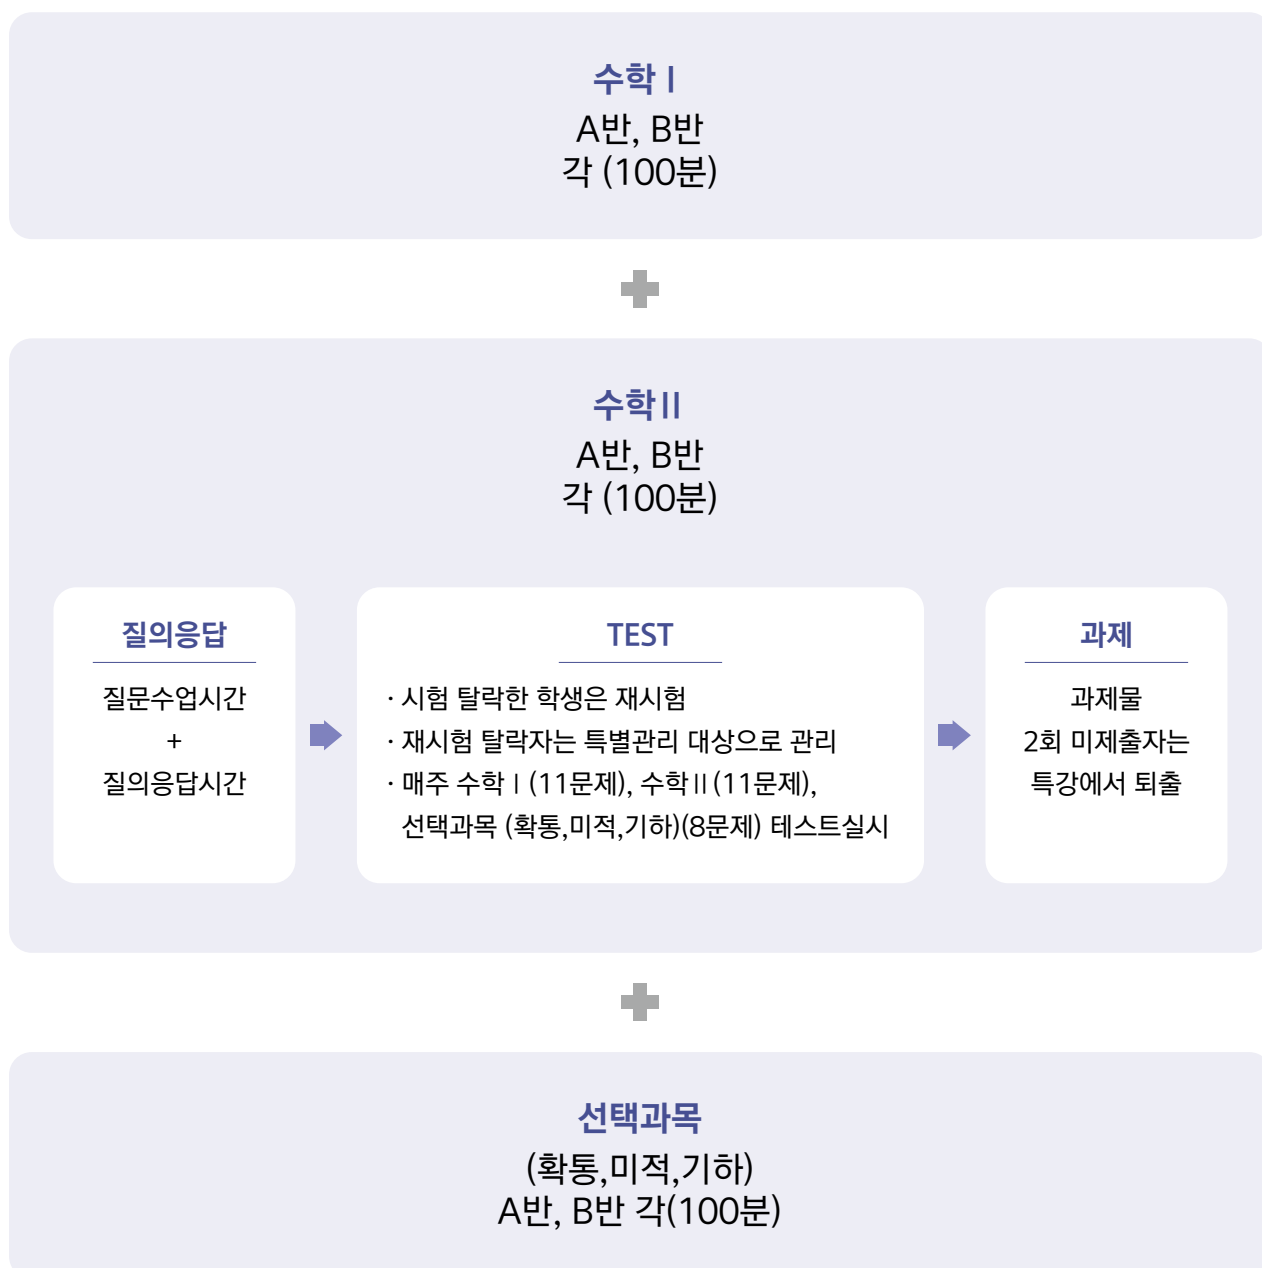 수학Ⅰ
A반, B반
각 (100분)
수학Ⅱ
A반, B반
각 (100분)
질의응답
질문수업시간
+
질의응답시간
TEST
· 시험 탈락한 학생은 재시험
· 재시험 탈락자는 특별관리 대상으로 관리
· 매주 수학Ⅰ(11문제), 수학Ⅱ(11문제),
선택과목 (확통,미적,기하)(8문제) 테스트실시
과제
과제물
2회 미제출자는
특강에서 퇴출
선택과목
(확통,미적,기하)
A반, B반 각(100분)